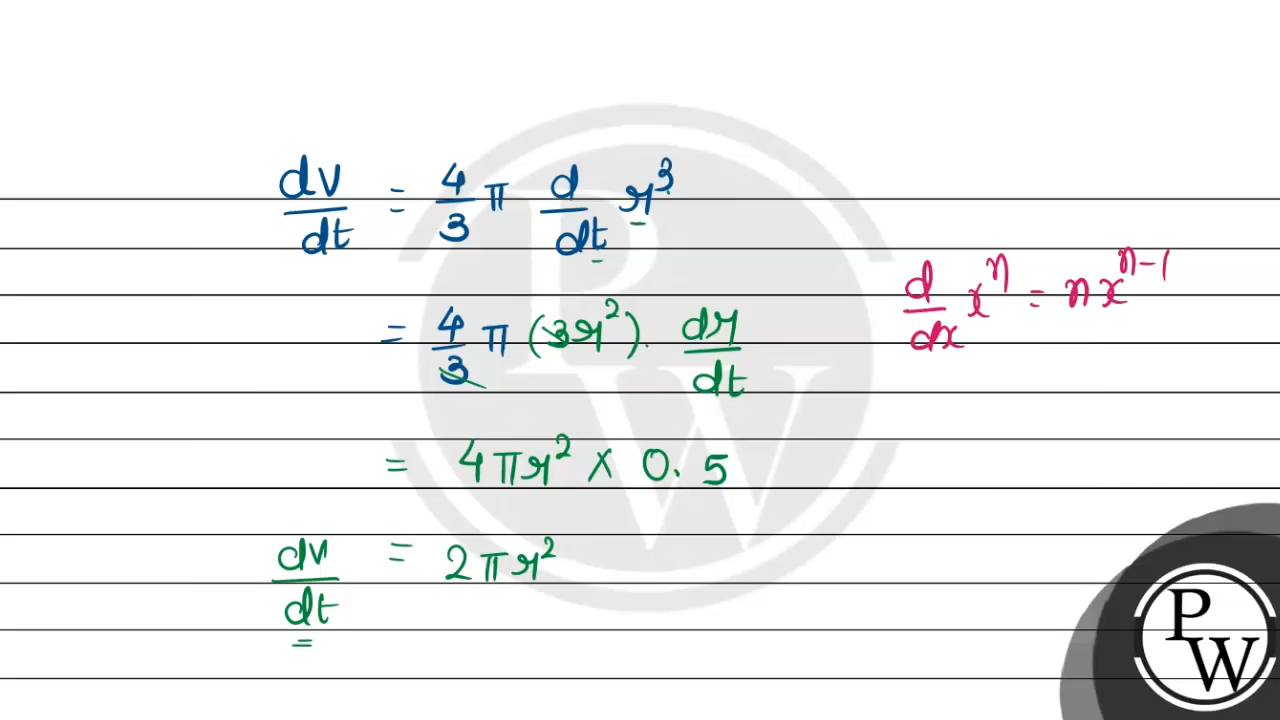 dv/dt = 4/3 π d/dt r³
d/dx xⁿ = nxⁿ⁻¹
= 4/3 π (3r²). dr/dt
= 4πr² × 0.5
dv/dt = 2πr²
PW
PW